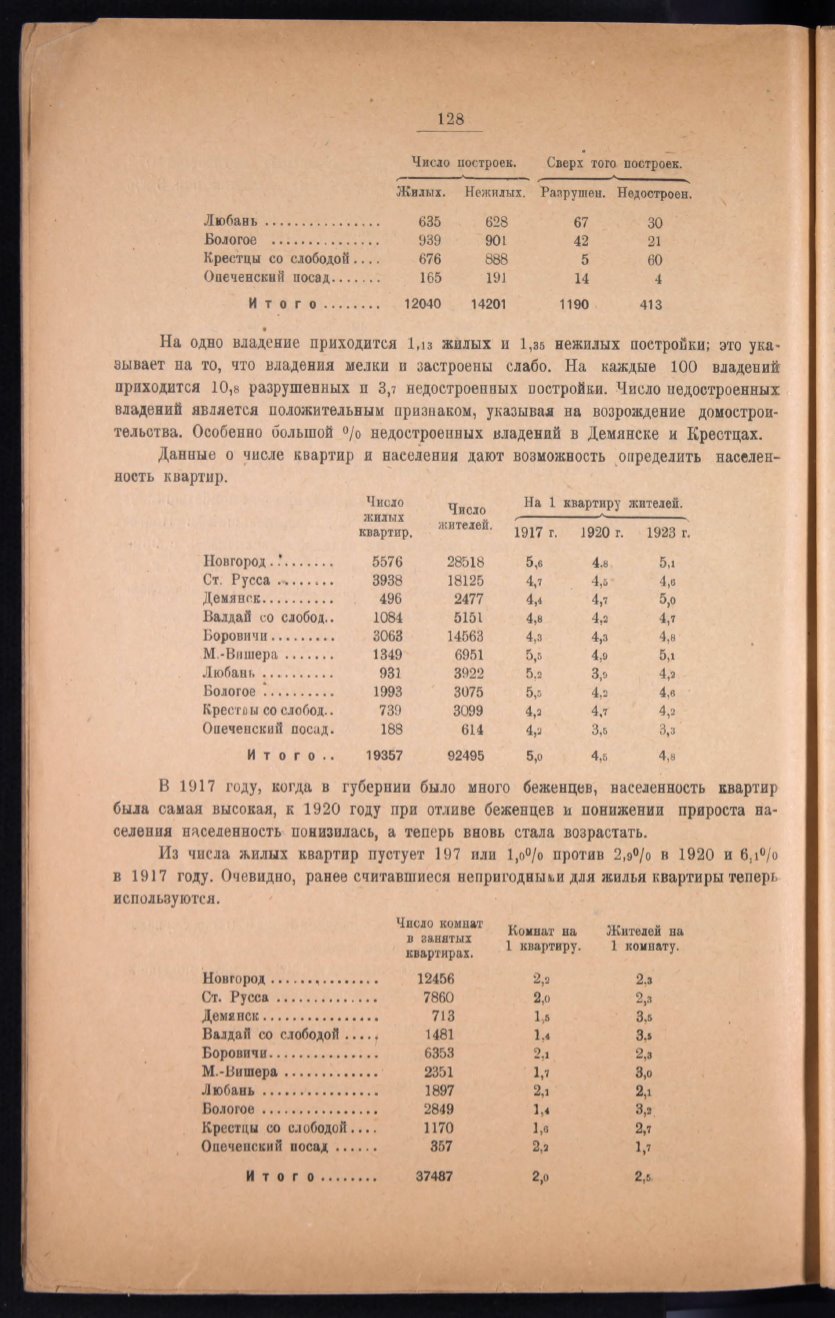 128
Число построек. Сверх того построек.
Жилых. Нежилых. Разрушен. Недостроен.
Любань ................ 635 628 67 30
Бологое ............... 939 901 42 21
Крестцы со слободой .... 676 888 5 60
Опеченский посад....... 165 191 14 4
Итого ........ 12040 14201 1190 413
На одно владение приходится 1,13 жилых и 1,35 нежилых постройки; это ука-
зывает на то, что владения мелки и застроены слабо. На каждые 100 владений
приходится 10,8 разрушенных и 3,7 недостроенных постройки. Число недостроенных
владений является положительным признаком, указывая на возрождение домострои-
тельства. Особенно большой % недостроенных владений в Демянске и Крестцах.
Данные о числе квартир и населения дают возможность определить населен-
ность квартир.
Число
жилых
квартир.
Число
жителей.
На 1 квартиру жителей.
1917 г. 1920 г. 1923 г.
Новгород ......... 5576 28518 5,6 4,8 5,1
Ст. Русса ........ 3938 18125 4,7 4,5 4,6
Демянск.......... 496 2477 4,4 4,7 5,0
Валдай со слобод.. 1084 5151 4,8 4,2 4,7
Боровичи ......... 3063 14563 4,3 4,3 4,8
М.-Вишера ....... 1349 6951 5,5 4,9 5,1
Любань .......... 931 3922 5,2 3,9 4,2
Бологое .......... 1993 3075 5,5 4,2 4,6
Крестцы со слобод.. 739 3099 4,2 4,7 4,2
Опеченский посад. 188 614 4,2 3,5 3,3
Итого .. 19357 92495 5,0 4,5 4,8
В 1917 году, когда в губернии было много беженцев, населенность квартир
была самая высокая, к 1920 году при отливе беженцев и понижении прироста на-
селения населенность понизилась, а теперь вновь стала возрастать.
Из числа жилых квартир пустует 197 или 1,0% против 2,9% в 1920 и 6,1%
в 1917 году. Очевидно, ранее считавшиеся непригодными для жилья квартиры теперь
используются.
Число комнат
в занятых
квартирах.
Комнат на
1 квартиру.
Жителей на
1 комнату.
Новгород ............... 12456 2,2 2,3
Ст. Русса .............. 7860 2,0 2,3
Демянск ................ 713 1,5 3,5
Валдай со слободой ..... 1481 1,4 3,5
Боровичи............... 6353 2,1 2,3
М.-Вишера ............. 2351 1,7 3,0
Любань ................ 1897 2,1 2,1
Бологое ................ 2849 1,4 3,2
Крестцы со слободой .... 1170 1,6 2,7
Опеченский посад ...... 357 2,2 1,7
Итого ........ 37487 2,0 2,5